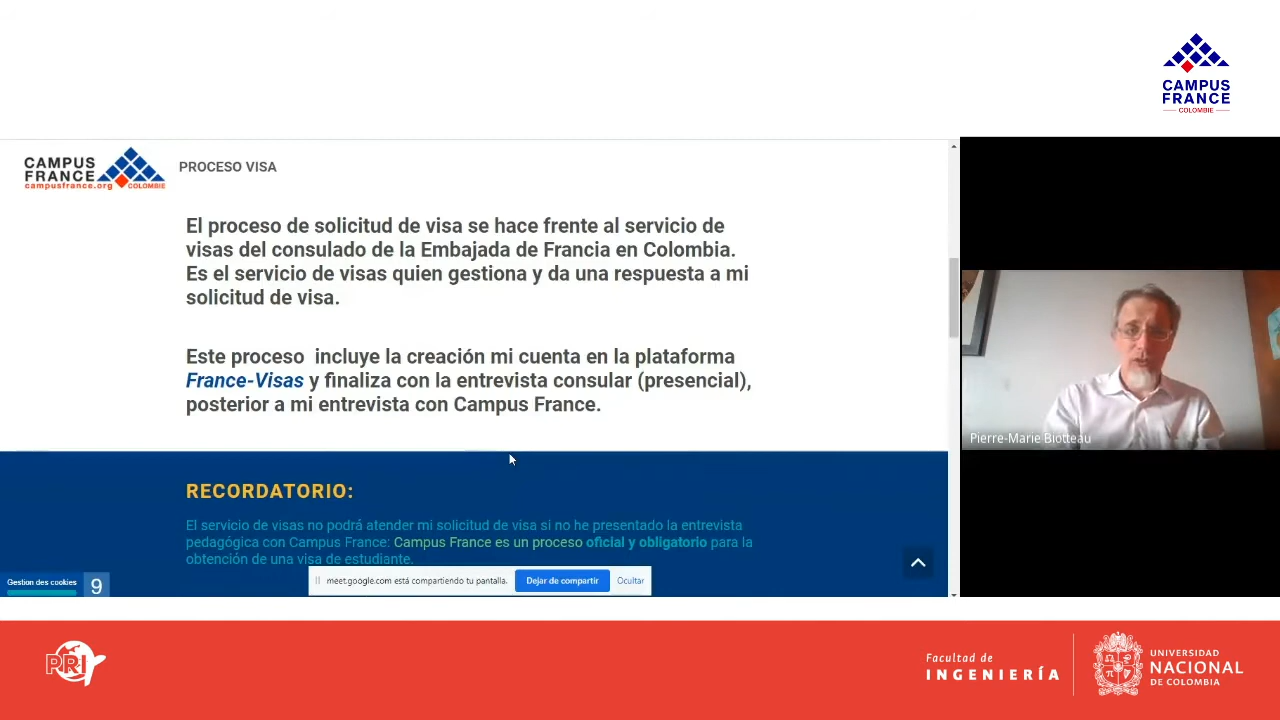 CAMPUS
FRANCE
COLOMBIE
CAMPUS
FRANCE
campusfrance.org
COLOMBIE
PROCESO VISA
El proceso de solicitud de visa se hace frente al servicio de
visas del consulado de la Embajada de Francia en Colombia.
Es el servicio de visas quien gestiona y da una respuesta a mi
solicitud de visa.
Este proceso incluye la creación mi cuenta en la plataforma
France-Visas y finaliza con la entrevista consular (presencial),
posterior a mi entrevista con Campus France.
Pierre-Marie Biotteau
RECORDATORIO:
El servicio de visas no podrá atender mi solicitud de visa si no he presentado la entrevista
pedagógica con Campus France: Campus France es un proceso oficial y obligatorio para la
obtención de una visa de estudiante.
Gestion des cookies
9
meet.google.com está compartiendo tu pantalla.
Dejar de compartir
Ocultar
PRI
Facultad de
INGENIERÍA
UNIVERSIDAD
NACIONAL
DE COLOMBIA